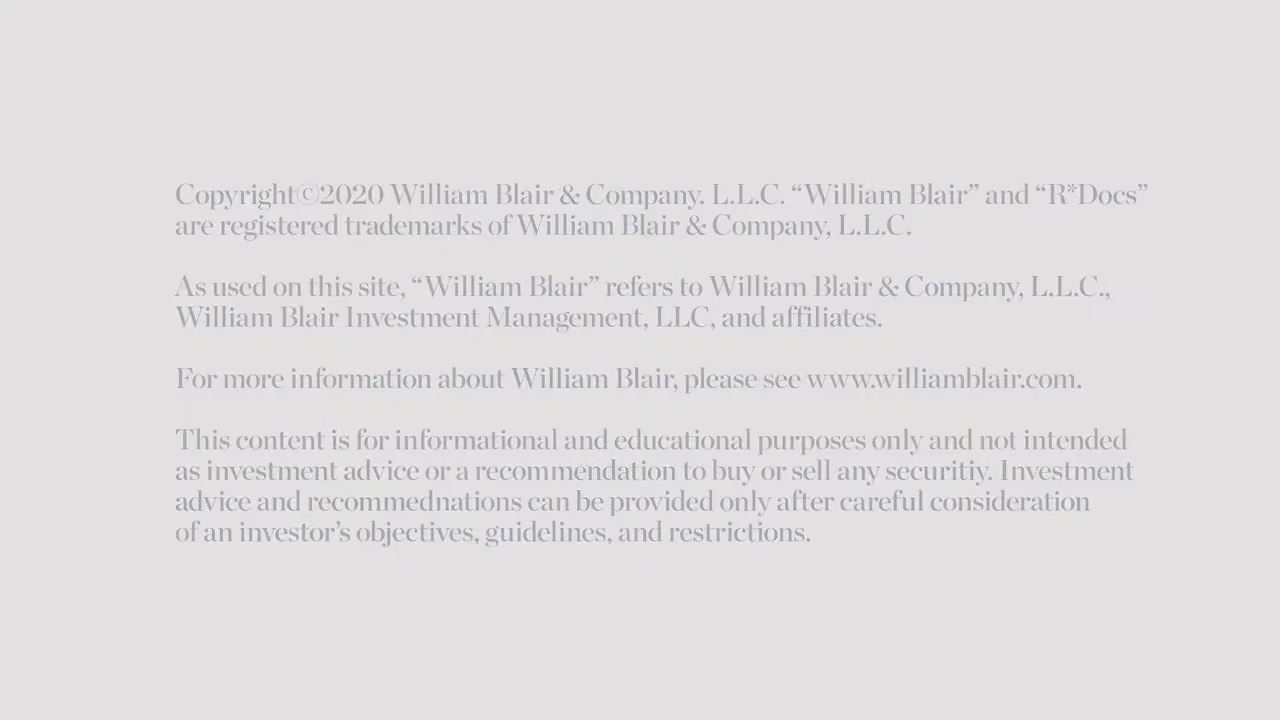 Copyright©2020 William Blair & Company. L.L.C. “William Blair” and “R*Docs”
are registered trademarks of William Blair & Company, L.L.C.
As used on this site, “William Blair” refers to William Blair & Company, L.L.C.,
William Blair Investment Management, LLC, and affiliates.
For more information about William Blair, please see www.williamblair.com.
This content is for informational and educational purposes only and not intended
as investment advice or a recommendation to buy or sell any securitiy. Investment
advice and recommednations can be provided only after careful consideration
of an investor’s objectives, guidelines, and restrictions.